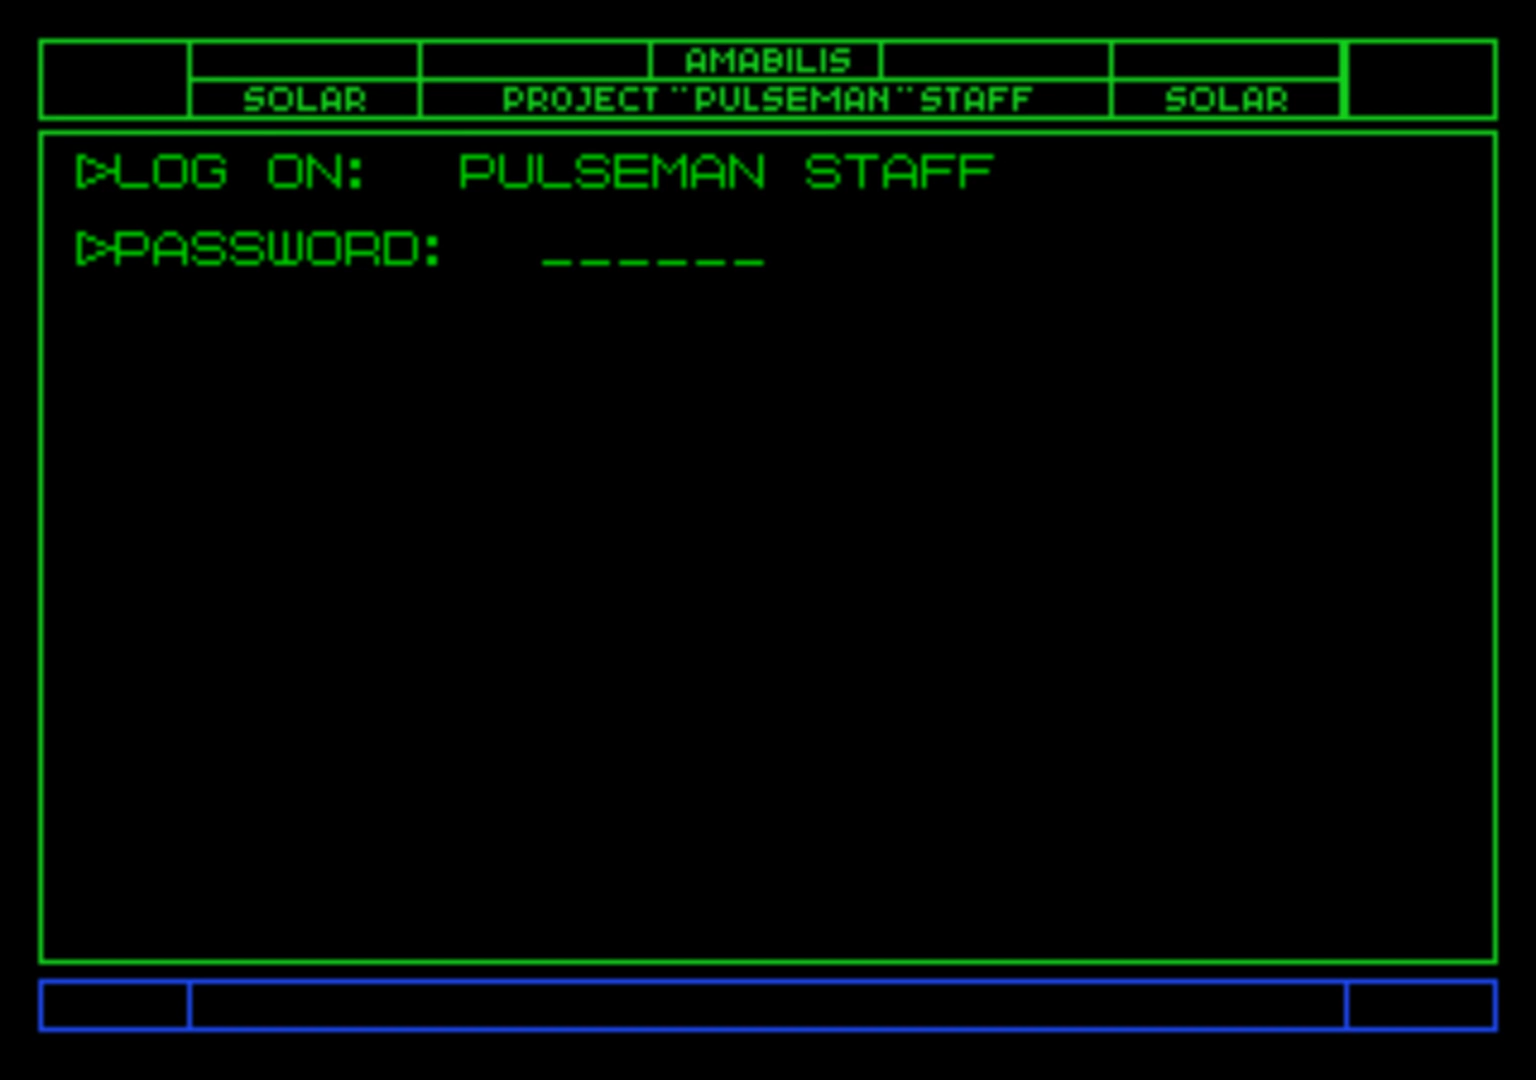 AMABILIS
SOLAR PROJECT "PULSEMAN" STAFF SOLAR
▷LOG ON: PULSEMAN STAFF
▷PASSWORD: ______